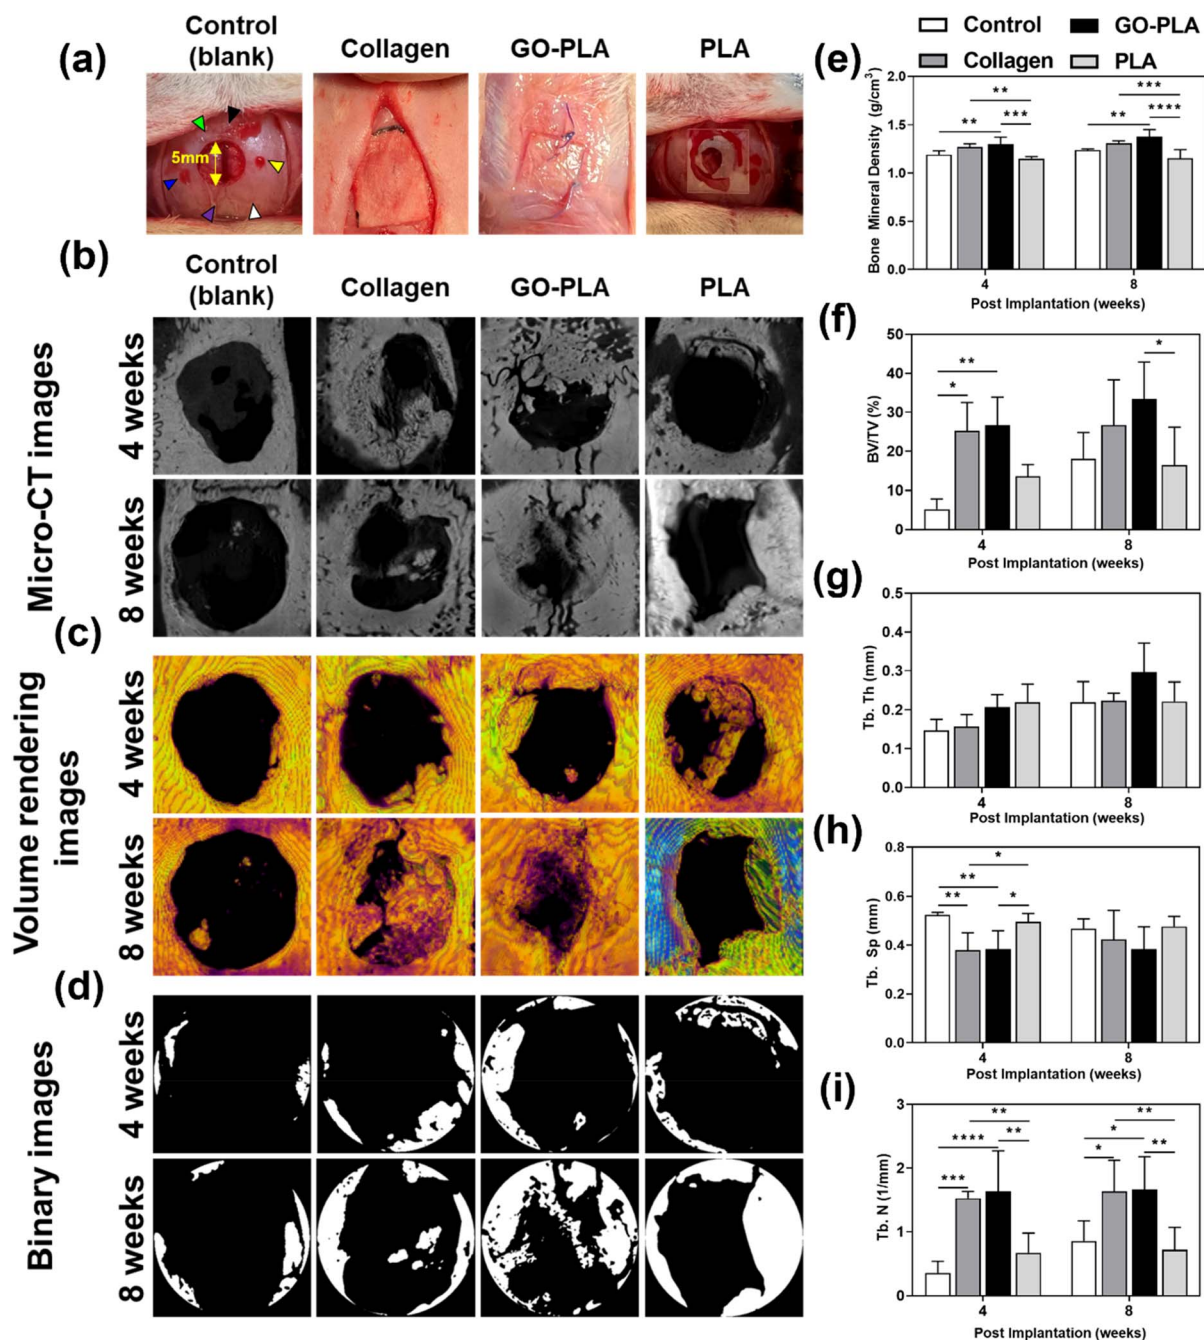 (a)
Control
(blank)
Collagen
GO-PLA
PLA
5mm
(b)
Control
(blank)
Collagen
GO-PLA
PLA
Micro-CT images
4 weeks
8 weeks
(c)
Volume rendering
images
4 weeks
8 weeks
(d)
Binary images
4 weeks
8 weeks
(e)
Control
GO-PLA
Collagen
PLA
Bone Mineral Density (g/cm³)
2.0
1.5
1.0
0.5
0.0
** ***
** *** ** ****
4 8
Post Implantation (weeks)
(f)
BV/TV (%)
50
40
30
20
10
0
** *
*
4 8
Post Implantation (weeks)
(g)
Tb. Th (mm)
0.5
0.3
0.2
0.1
0.0
4 8
Post Implantation (weeks)
(h)
Tb. Sp (mm)
0.8
0.6
0.4
0.2
0.0
*
**
** *
4 8
Post Implantation (weeks)
(i)
Tb. N (1/mm)
3
2
1
0
** **
**** ** * **
*** *
4 8
Post Implantation (weeks)